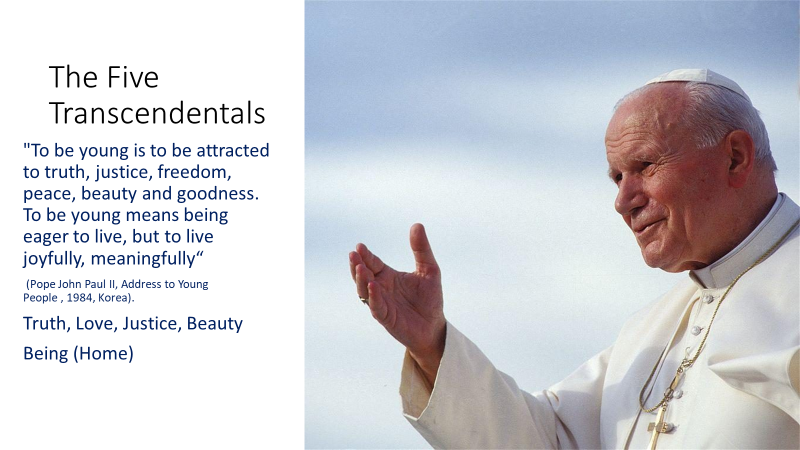 The Five
Transcendentals
"To be young is to be attracted
to truth, justice, freedom,
peace, beauty and goodness.
To be young means being
eager to live, but to live
joyfully, meaningfully“
(Pope John Paul II, Address to Young
People , 1984, Korea).
Truth, Love, Justice, Beauty
Being (Home)